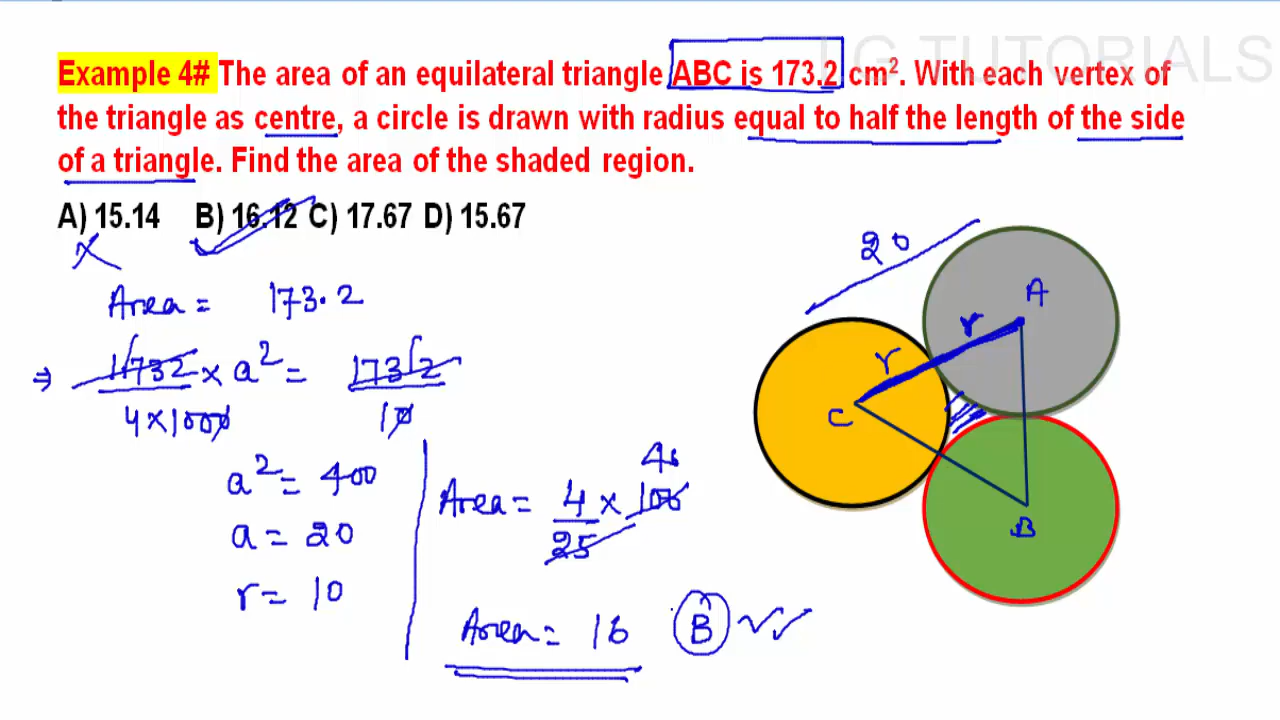 LG TUTORIALS
Example 4# The area of an equilateral triangle ABC is 173.2 cm². With each vertex of
the triangle as centre, a circle is drawn with radius equal to half the length of the side
of a triangle. Find the area of the shaded region.
A) 15.14 B) 16.12 C) 17.67 D) 15.67
Area = 173.2
⇒ 1732 × a² = 1732
4×1000 10
a² = 400
a = 20
r = 10
4
Area = 4 × 100
25
Area = 16 B
20
A
r
r
C
B